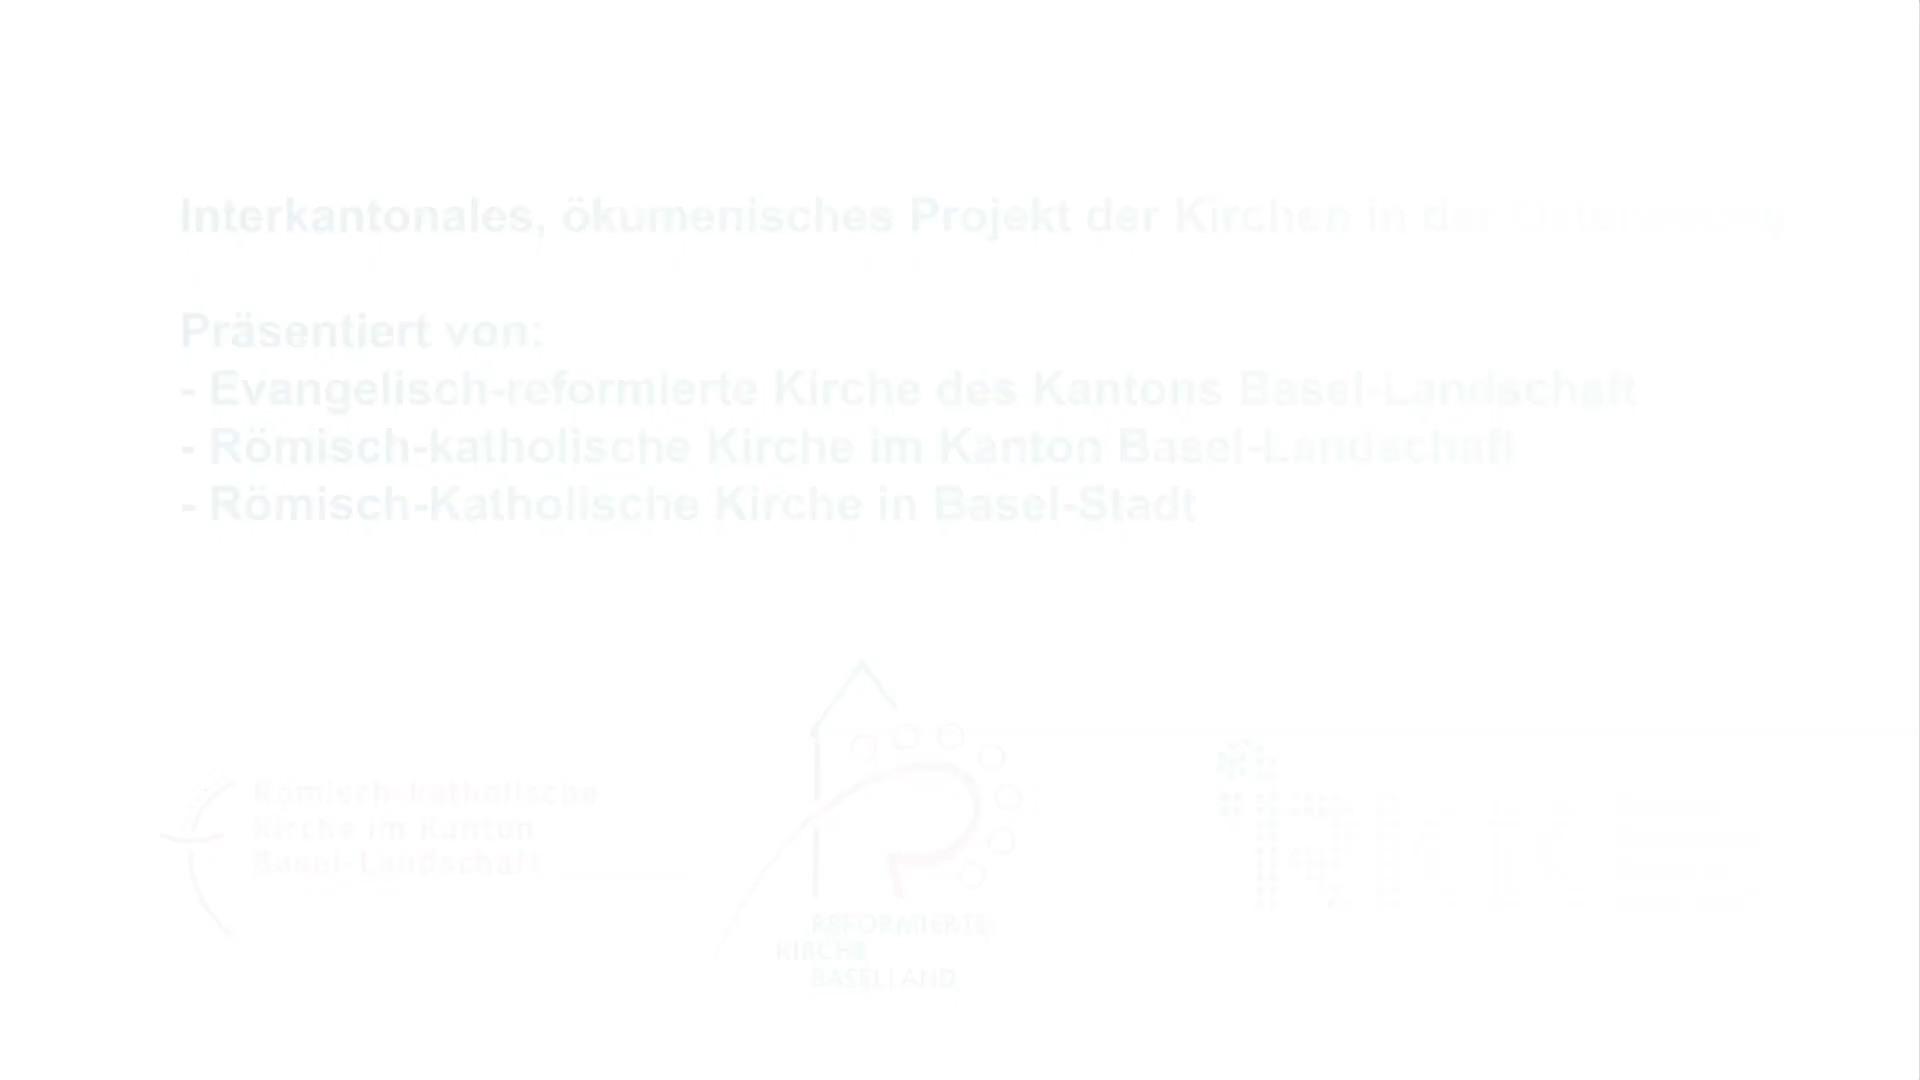 Interkantonales, ökumenisches Projekt der Kirchen in der
Präsentiert von:
- Evangelisch-reformierte Kirche des Kantons Basel-Landschaft
- Römisch-katholische Kirche im Kanton Basel-Landschaft
- Römisch-Katholische Kirche in Basel-Stadt
Römisch-katholische
Kirche im Kanton
Basel-Landschaft
REFORMIERTE
KIRCHE
BASELLAND
RKK